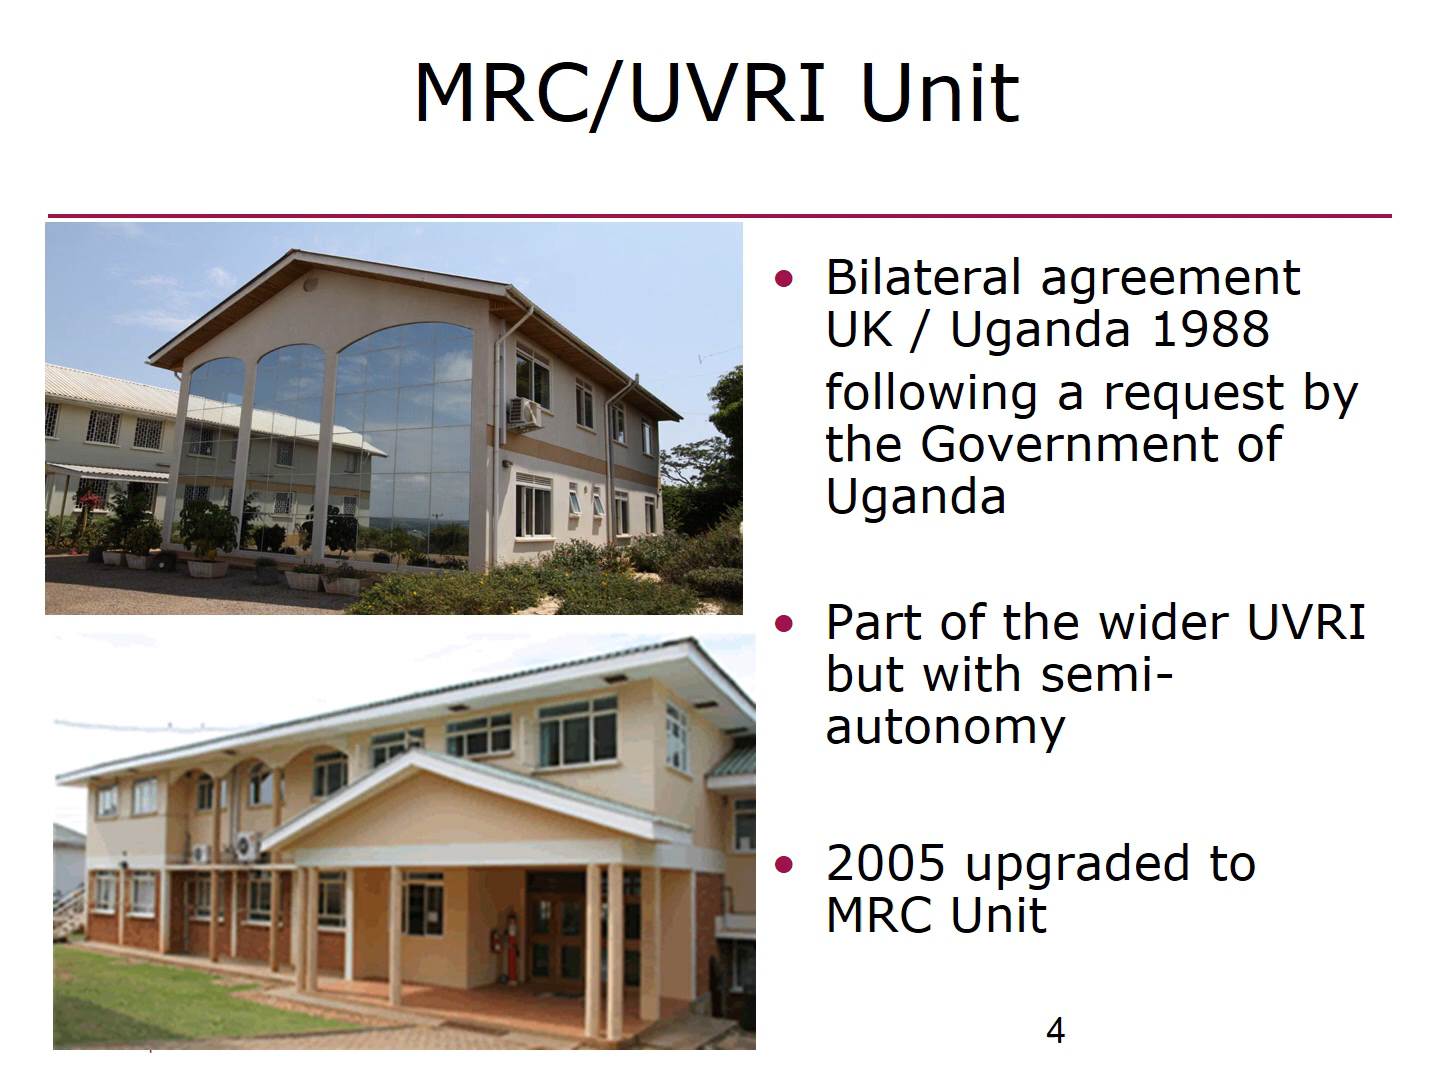 MRC/UVRI Unit
• Bilateral agreement
UK / Uganda 1988
following a request by
the Government of
Uganda
• Part of the wider UVRI
but with semi-
autonomy
• 2005 upgraded to
MRC Unit
4